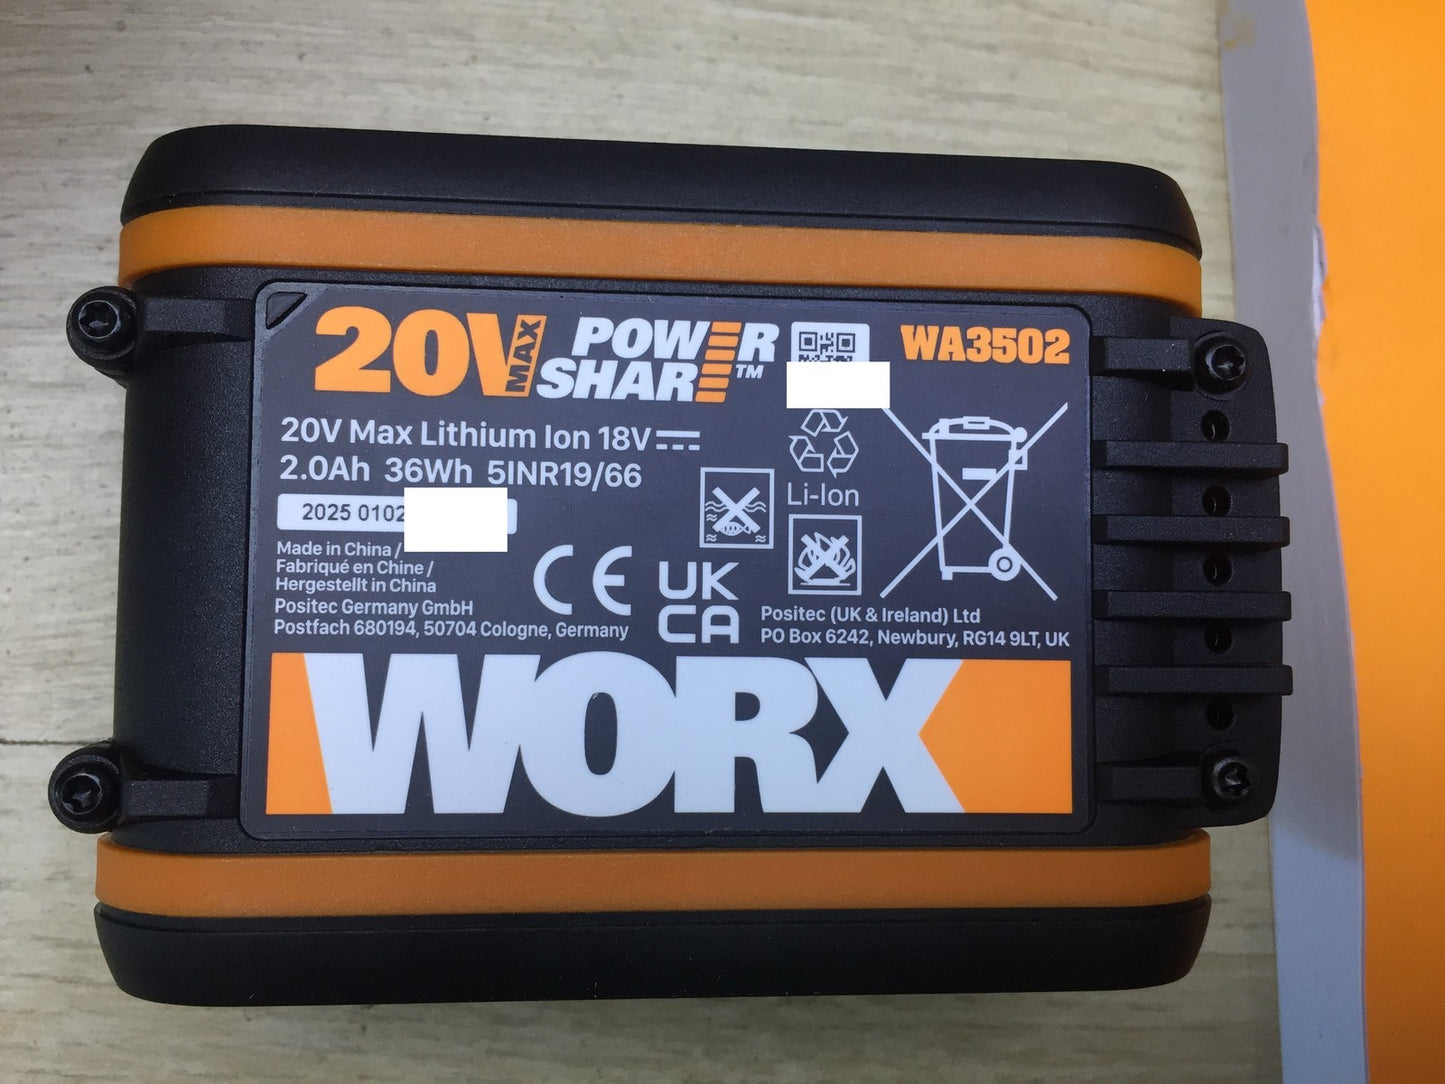 20V MAX POWER SHARE™
WA3502
20V Max Lithium Ion 18V
2.0Ah 36Wh 5INR19/66
2025 0102
Li-Ion
Made in China /
Fabriqué en Chine /
Hergestellt in China
Positec Germany GmbH
Postfach 680194, 50704 Cologne, Germany
CE
UK
CA
Positec (UK & Ireland) Ltd
PO Box 6242, Newbury, RG14 9LT, UK
WORX